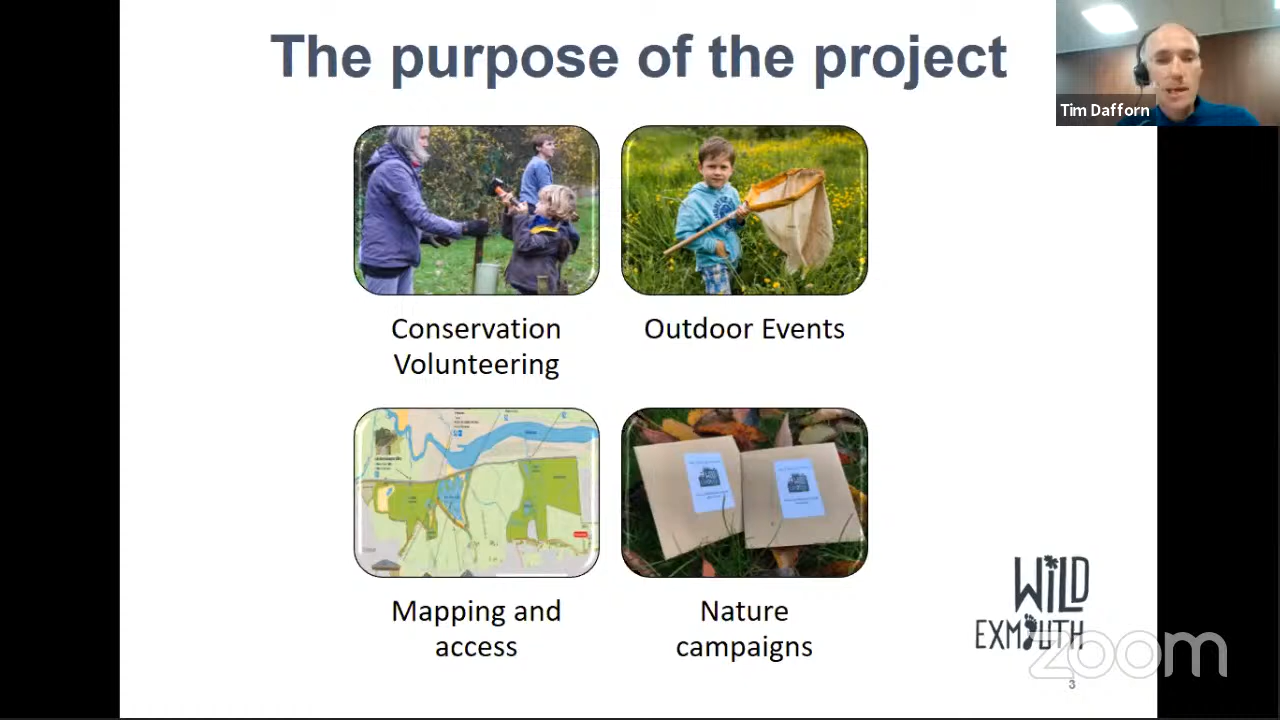 The purpose of the project
Tim Dafforn
Conservation
Volunteering
Outdoor Events
Mapping and
access
Nature
campaigns
WILD
EXMOUTH
zoom
3